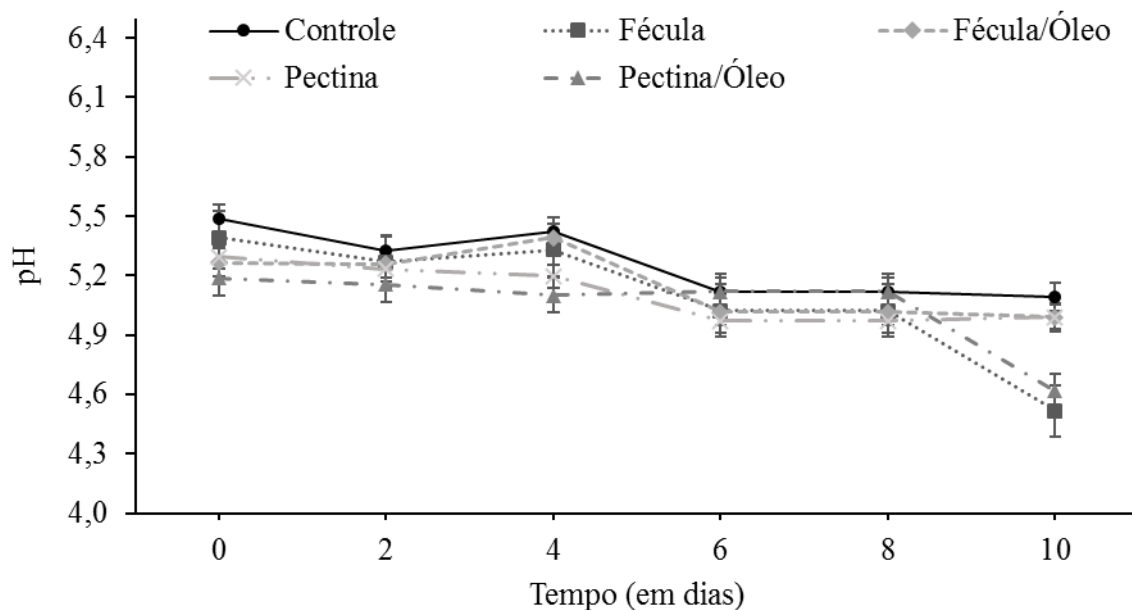 Controle Fécula Fécula/Óleo
Pectina Pectina/Óleo
6,4
6,1
5,8
5,5
5,2
4,9
4,6
4,3
4,0
pH
0 2 4 6 8 10
Tempo (em dias)